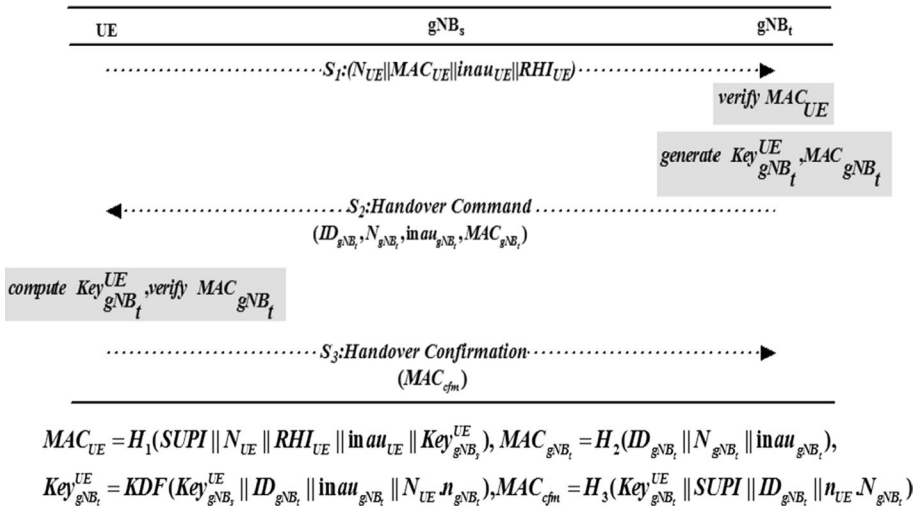 UE gNB_s gNB_t
S_1:(N_UE||MAC_UE||inau_UE||RHI_UE)
verify MAC_UE
generate Key^UE_gNB_t,MAC_gNB_t
S_2:Handover Command
(ID_gNB_t,N_gNB_t,inau_gNB_t,MAC_gNB_t)
compute Key^UE_gNB_t,verify MAC_gNB_t
S_3:Handover Confirmation
(MAC_cfm)
MAC_UE=H_1(SUPI||N_UE||RHI_UE||inau_UE||Key^UE_gNB_s),MAC_gNB_t=H_2(ID_gNB_t||N_gNB_t||inau_gNB_t),
Key^UE_gNB_t=KDF(Key^UE_gNB_s||ID_gNB_t||inau_gNB_t||N_UE.n_gNB_t),MAC_cfm=H_3(Key^UE_gNB_t||SUPI||ID_gNB_t||n_UE.N_gNB_t)